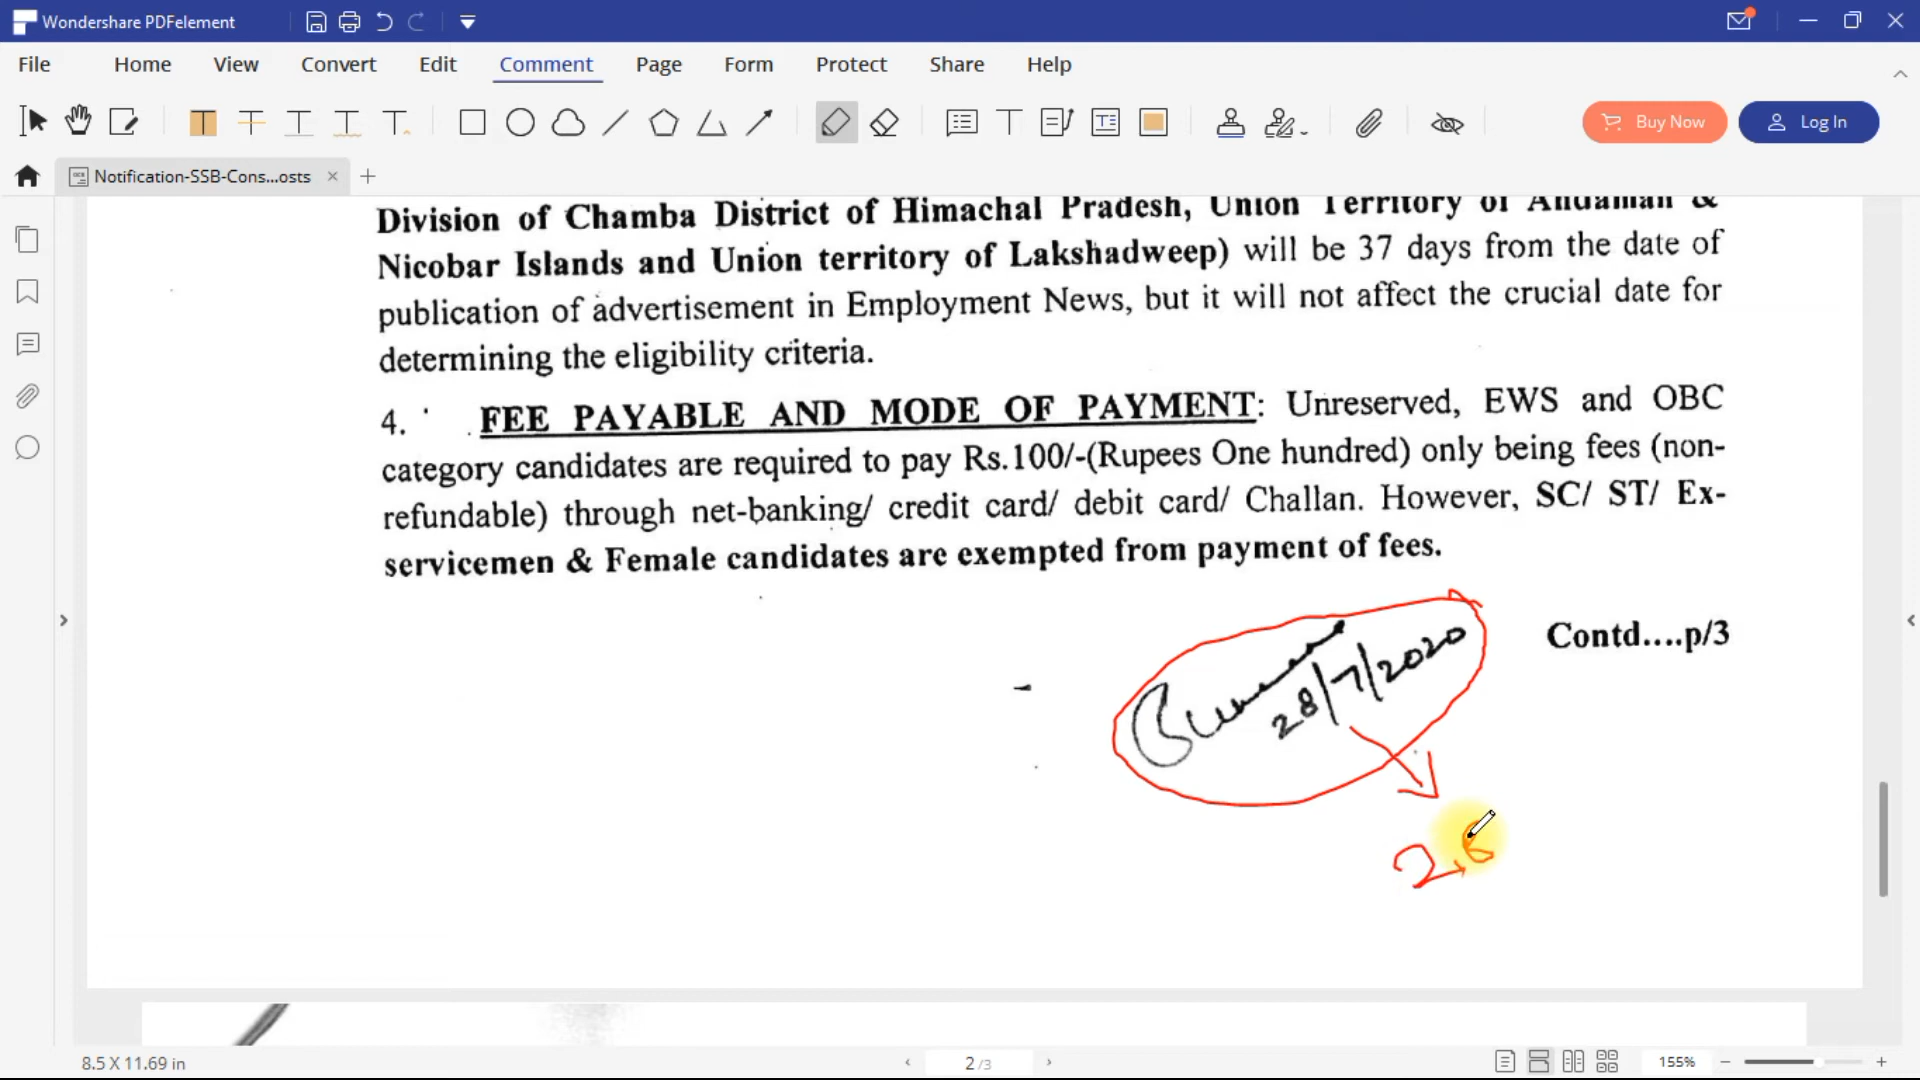 Wondershare PDFelement
File Home View Convert Edit Comment Page Form Protect Share Help
Buy Now Log In
Notification-SSB-Cons...osts
Division of Chamba District of Himachal Pradesh, Union Territory of Andaman &
Nicobar Islands and Union territory of Lakshadweep) will be 37 days from the date of
publication of advertisement in Employment News, but it will not affect the crucial date for
determining the eligibility criteria.
4. FEE PAYABLE AND MODE OF PAYMENT: Unreserved, EWS and OBC
category candidates are required to pay Rs.100/-(Rupees One hundred) only being fees (non-
refundable) through net-banking/ credit card/ debit card/ Challan. However, SC/ ST/ Ex-
servicemen & Female candidates are exempted from payment of fees.
Contd....p/3
28/7/2020
8.5 X 11.69 in
2 /3
155%